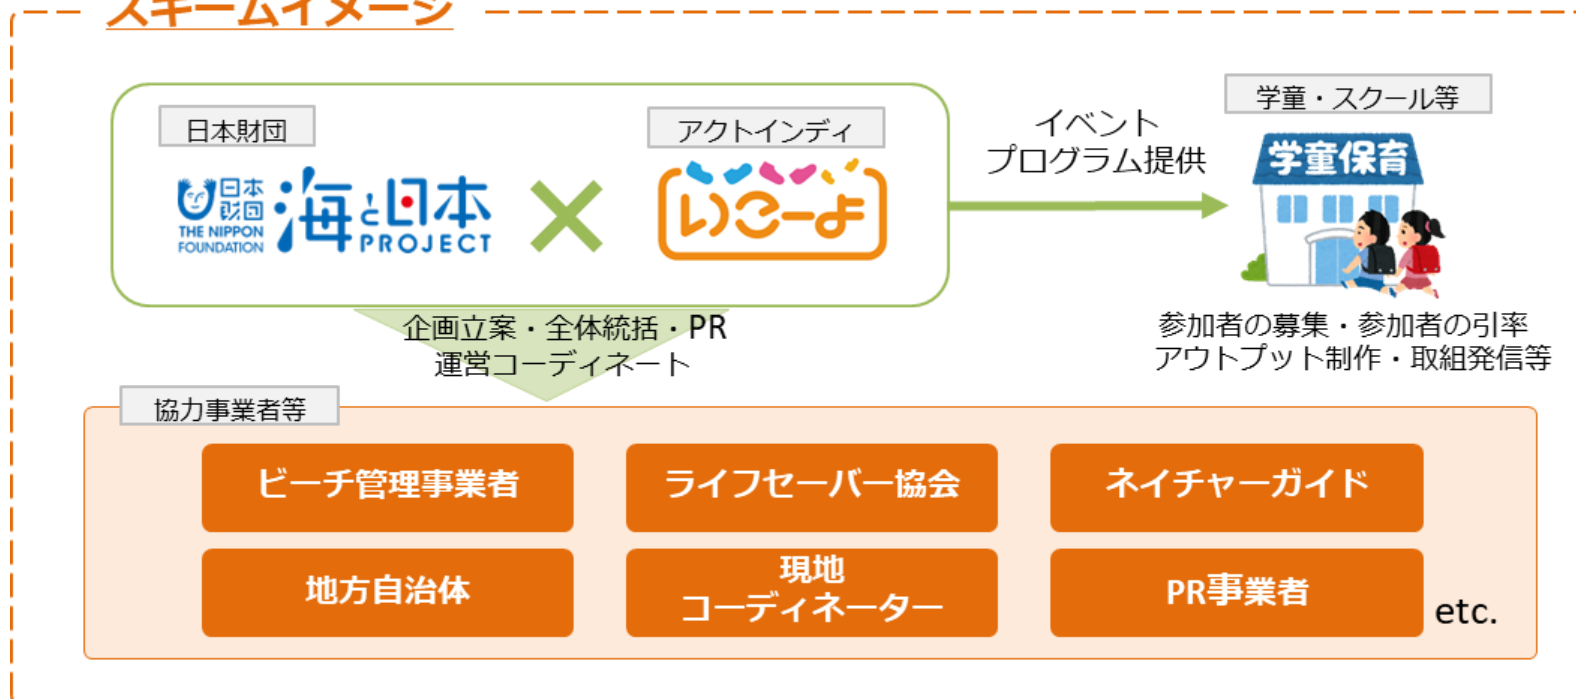 スキームイメージ
日本財団
アクトインディ
学童・スクール等
イベント
プログラム提供
学童保育
日本
財団
THE NIPPON
FOUNDATION
海と日本
PROJECT
いこーよ
企画立案・全体統括・PR
運営コーディネート
参加者の募集・参加者の引率
アウトプット制作・取組発信等
協力事業者等
ビーチ管理事業者
ライフセーバー協会
ネイチャーガイド
地方自治体
現地
コーディネーター
PR事業者
etc.